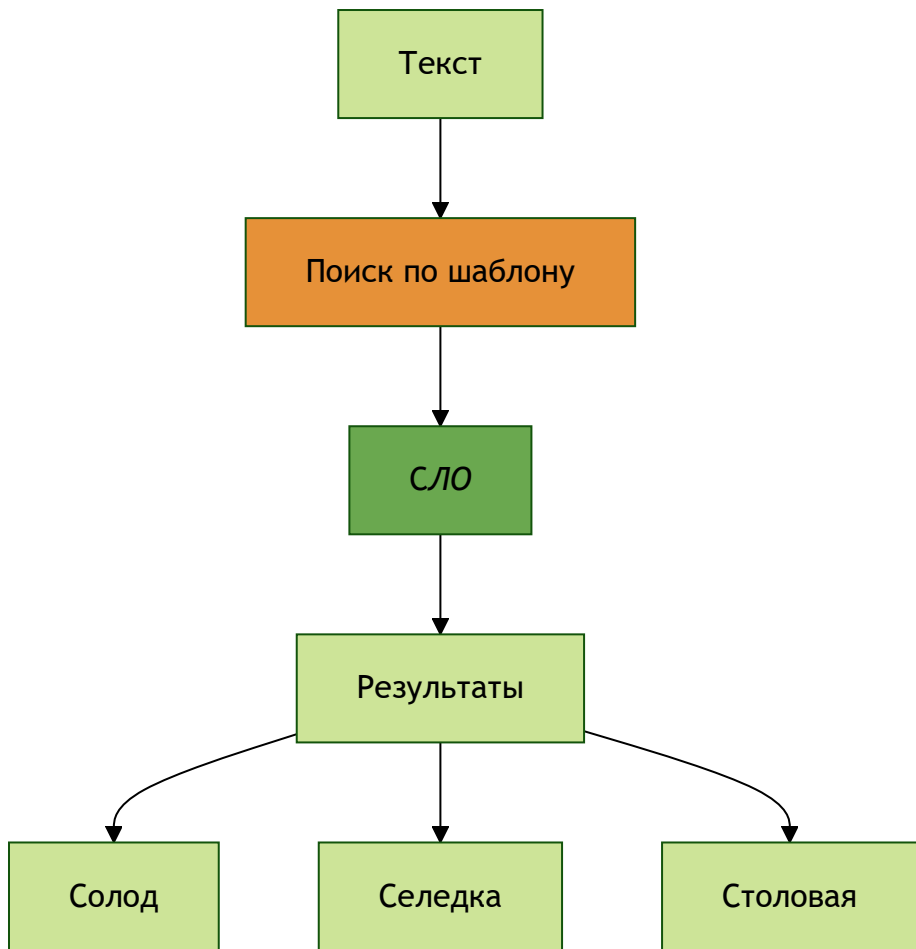 Текст
Поиск по шаблону
СЛО
Результаты
Солод
Селедка
Столовая